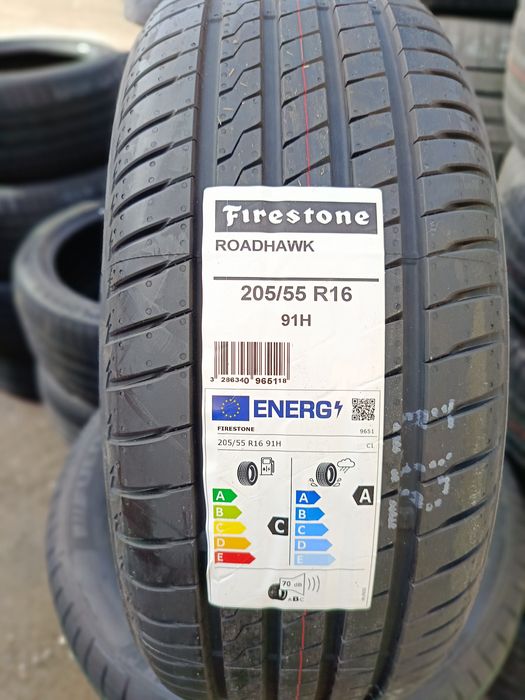 Firestone
ROADHAWK
205/55 R16
91H
3 286340 965118
ENERG
FIRESTONE 9651
205/55 R16 91H C1
A A
B B
C C
D D
E E
C
A
70 dB
ABC